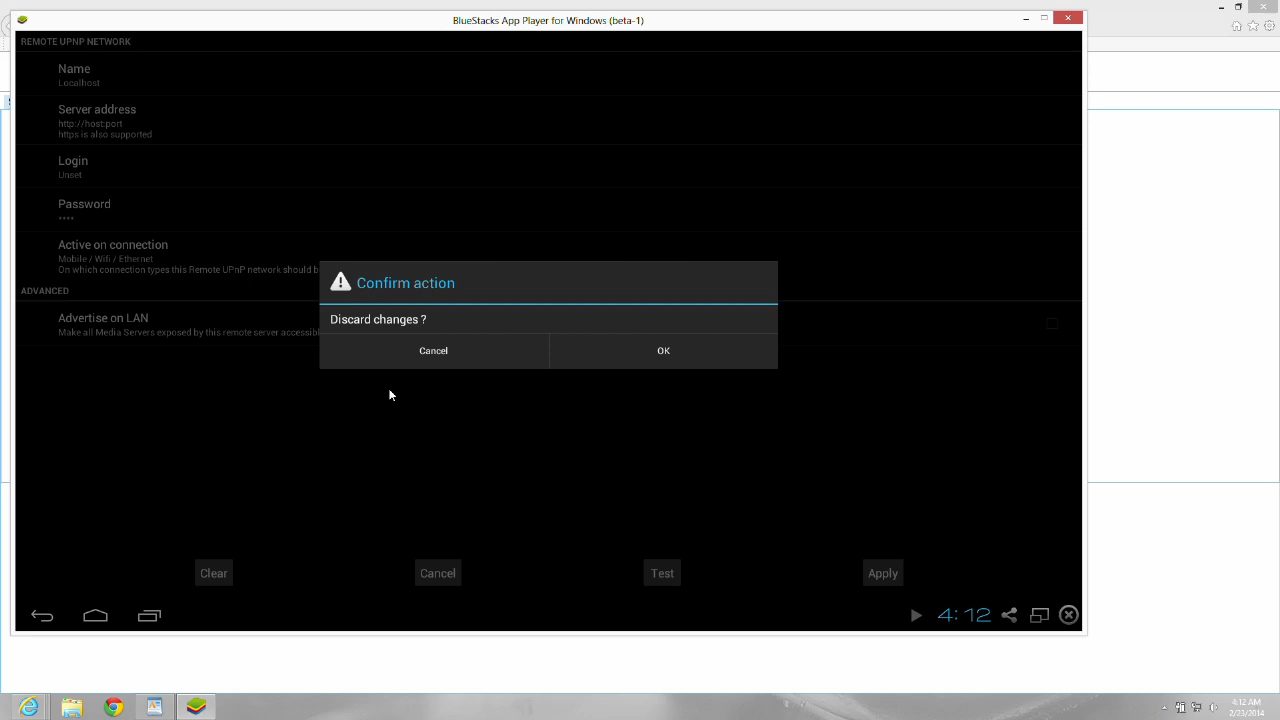 BlueStacks App Player for Windows (beta-1)
REMOTE UPNP NETWORK
Name
Localhost
Server address
http://host:port
https is also supported
Login
Unset
Password
****
Active on connection
Mobile / Wifi / Ethernet
On which connection types this Remote UPnP network should b
ADVANCED
Advertise on LAN
Make all Media Servers exposed by this remote server accessibl
Confirm action
Discard changes ?
Cancel
OK
Clear
Cancel
Test
Apply
4:12
4:12 AM
2/23/2014